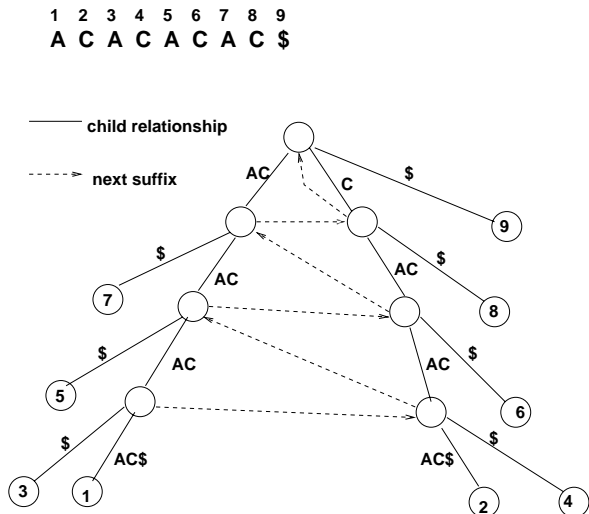 1 2 3 4 5 6 7 8 9
A C A C A C A C $
child relationship
next suffix
AC C $
9
$ AC AC $
7 8
$ AC AC $
5 6
$ AC$ AC$ $
3 1 2 4